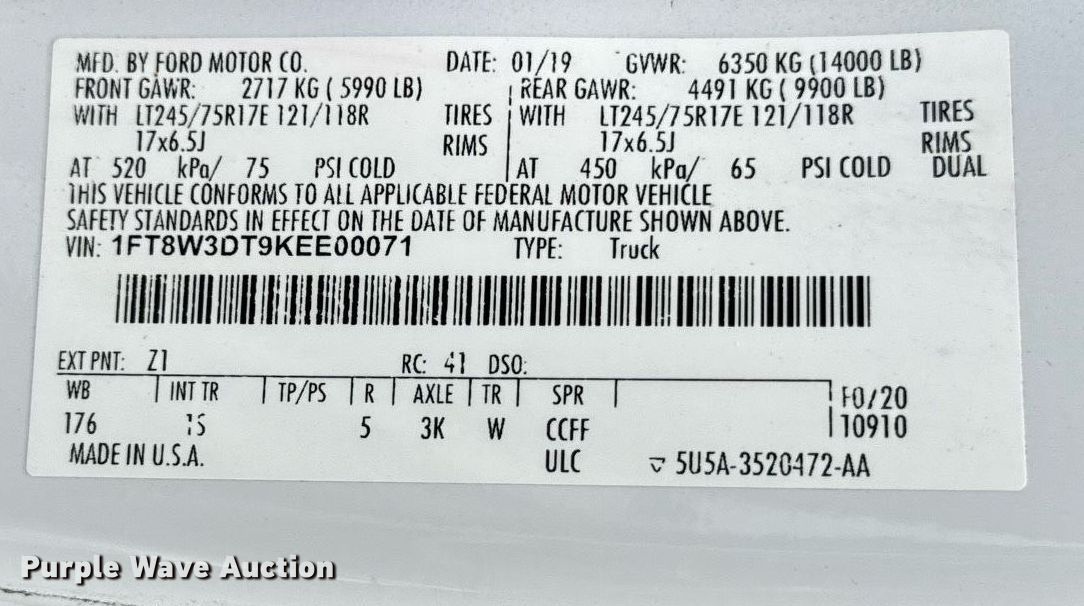 MFD. BY FORD MOTOR CO. DATE: 01/19 GVWR: 6350 KG (14000 LB)
FRONT GAWR: 2717 KG ( 5990 LB) REAR GAWR: 4491 KG ( 9900 LB)
WITH LT245/75R17E 121/118R TIRES WITH LT245/75R17E 121/118R TIRES
17x6.5J RIMS 17x6.5J RIMS
AT 520 kPa/ 75 PSI COLD AT 450 kPa/ 65 PSI COLD DUAL
THIS VEHICLE CONFORMS TO ALL APPLICABLE FEDERAL MOTOR VEHICLE
SAFETY STANDARDS IN EFFECT ON THE DATE OF MANUFACTURE SHOWN ABOVE.
VIN: 1FT8W3DT9KEE00071 TYPE: Truck
EXT PNT: Z1 RC: 41 DSO:
WB INT TR TP/PS R AXLE TR SPR F0/20
176 5 3K W CCFF 10910
MADE IN U.S.A. ULC 5U5A-3520472-AA
Purple Wave Auction